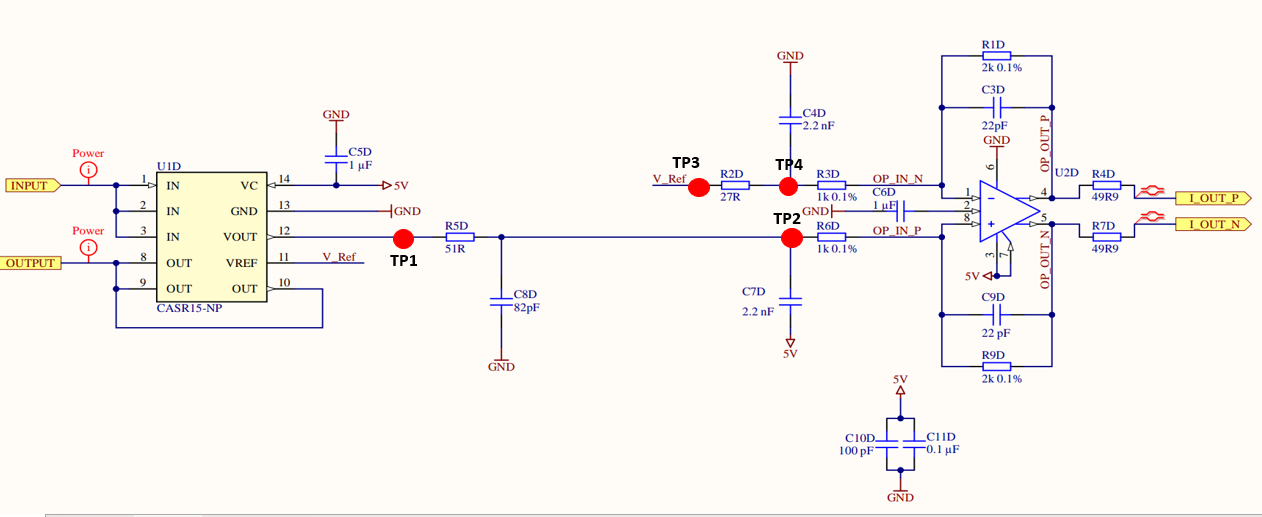 R1D
2k 0.1%
C3D
22pF
GND
OP_OUT_P
6
GND
C4D
2.2 nF
GND
C5D
1 µF
Power
i
U1D
INPUT
1
IN
VC
14
5V
2
IN
GND
13
GND
3
IN
VOUT
12
Power
i
OUTPUT
8
OUT
VREF
11
V_Ref
9
OUT
OUT
10
CASR15-NP
TP1
R5D
51R
C8D
82pF
GND
TP3
V_Ref
R2D
27R
TP4
R3D
1k 0.1%
OP_IN_N
C6D
1 µF
GND
TP2
R6D
1k 0.1%
OP_IN_P
C7D
2.2 nF
5V
1
2
8
−
+
U2D
4
5
3
7
5V
OP_OUT_N
R4D
49R9
I_OUT_P
R7D
49R9
I_OUT_N
C9D
22 pF
R9D
2k 0.1%
5V
C10D
100 pF
C11D
0.1 µF
GND